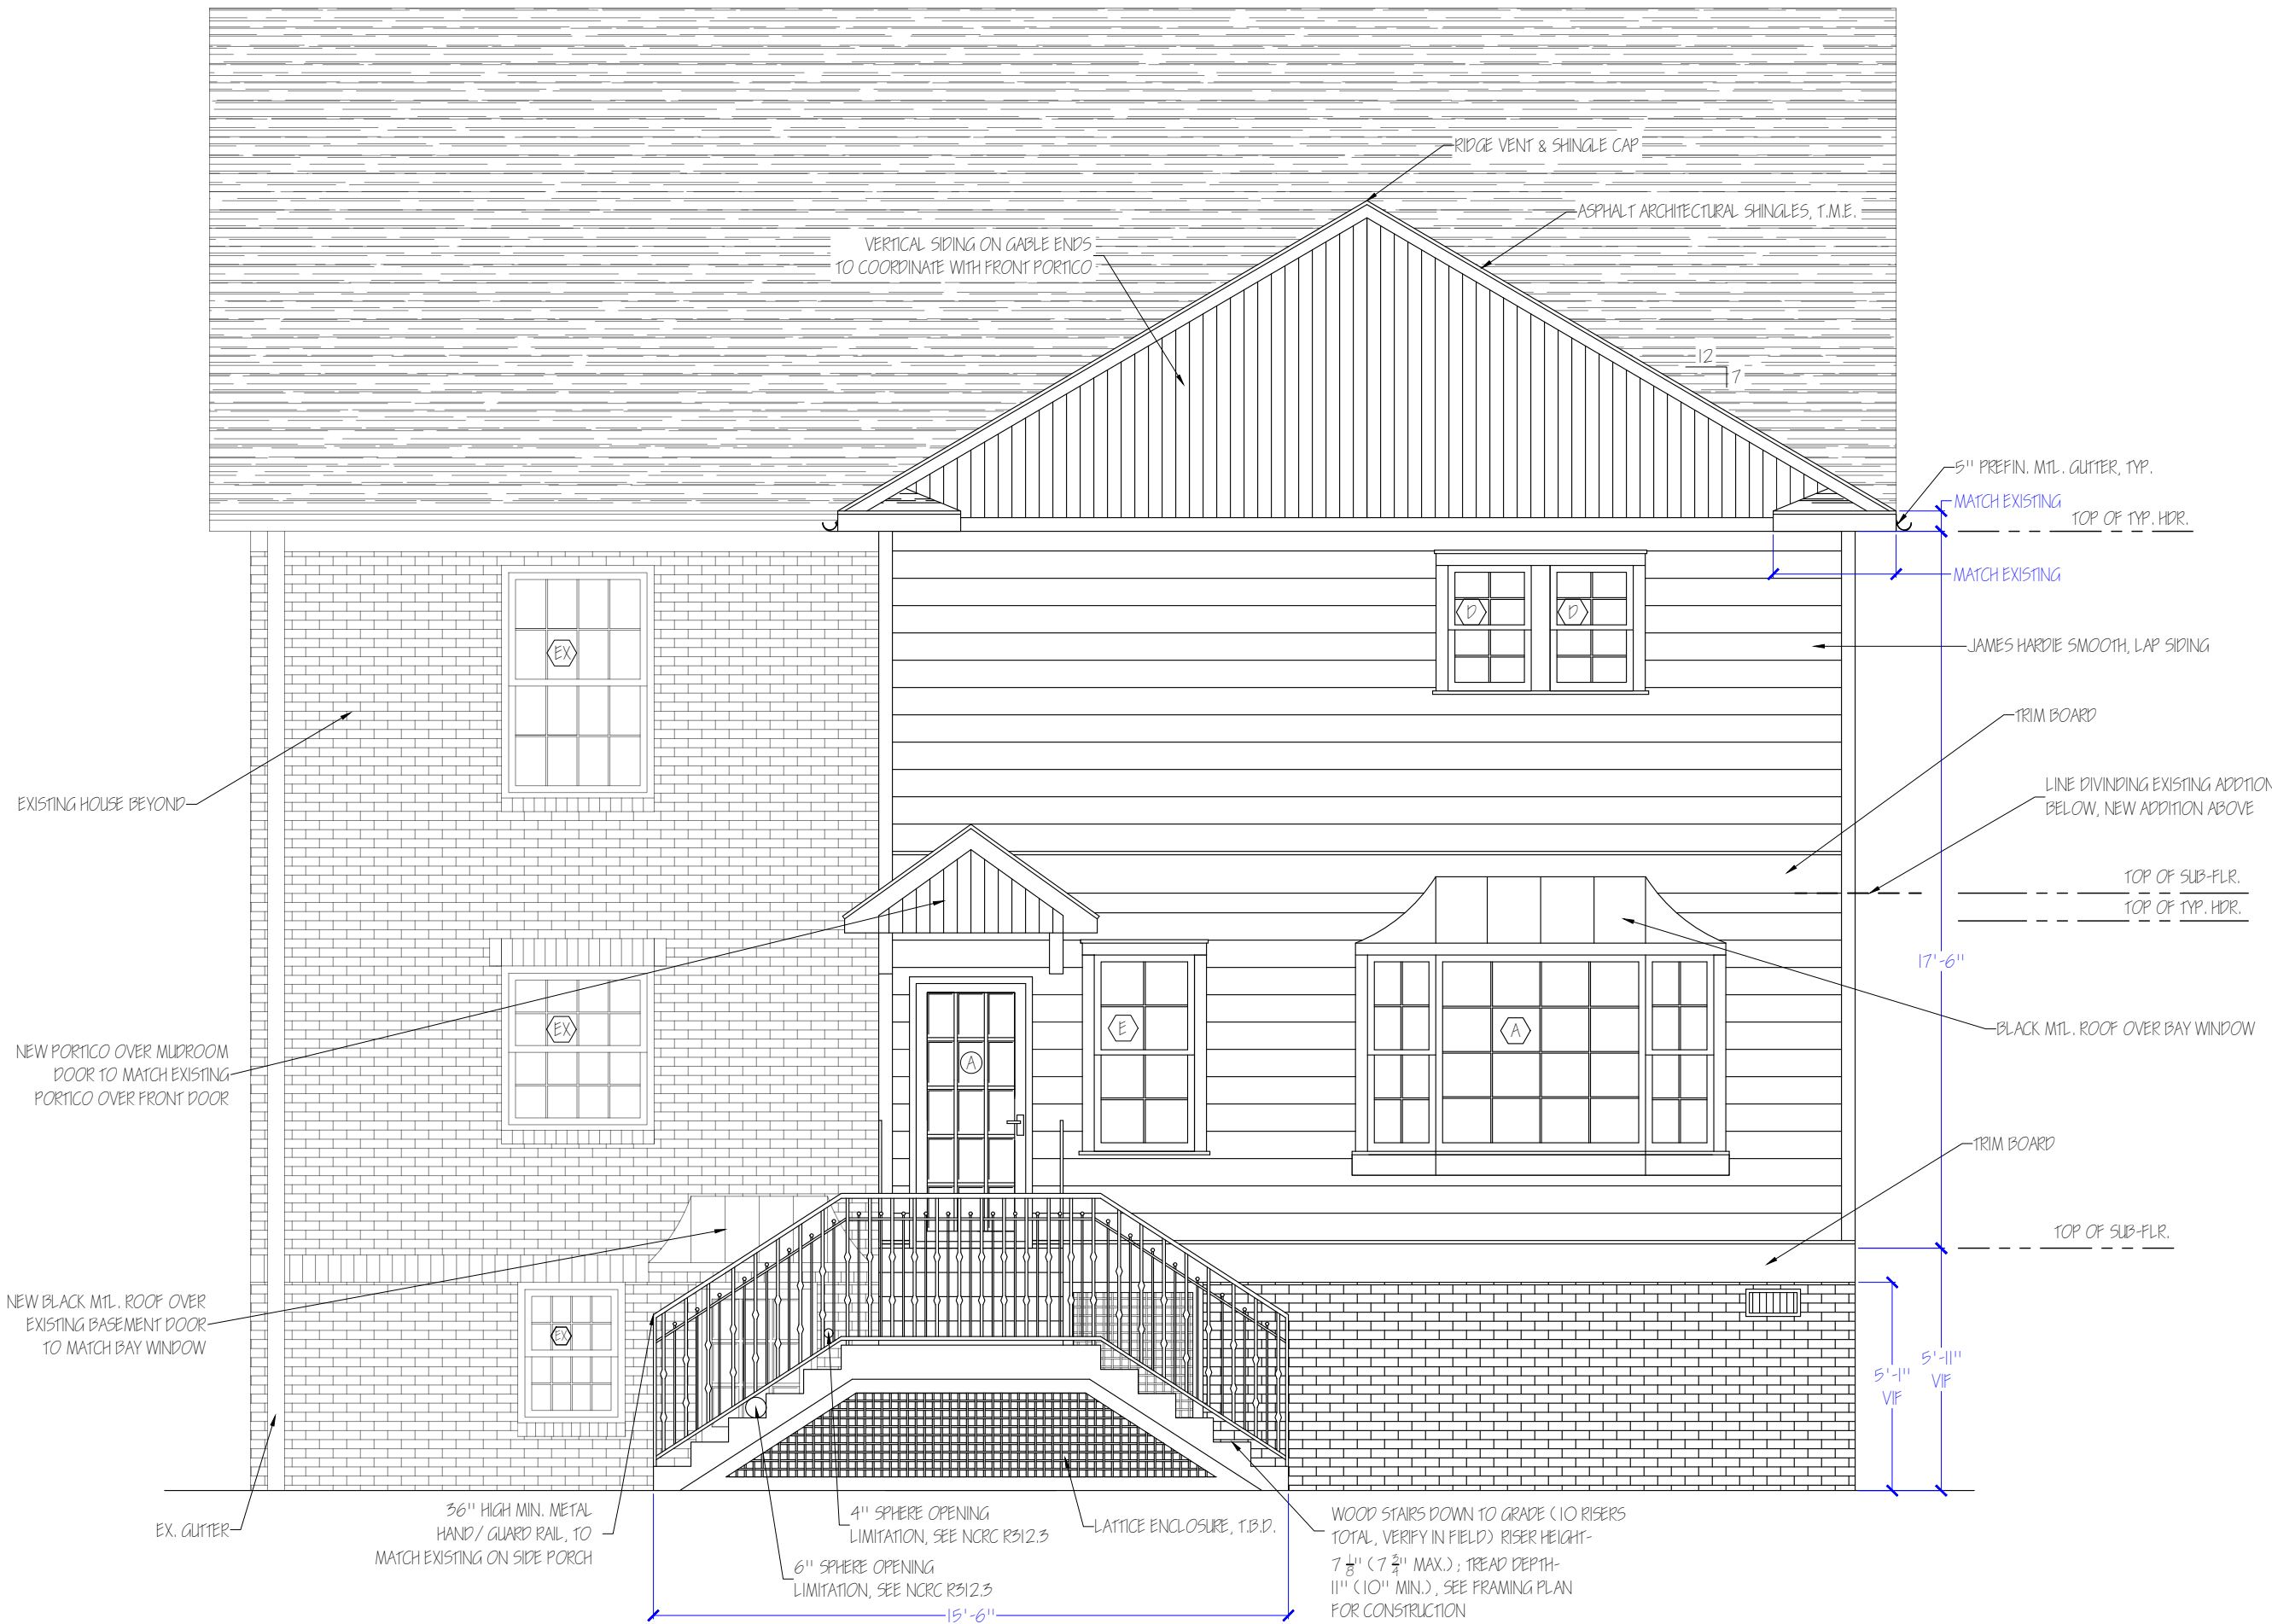 RIDGE VENT & SHINGLE CAP
ASPHALT ARCHITECTURAL SHINGLES, T.M.E.
VERTICAL SIDING ON GABLE ENDS
TO COORDINATE WITH FRONT PORTICO
12
7
5" PREFIN. MTL. GUTTER, TYP.
MATCH EXISTING
TOP OF TYP. HDR.
MATCH EXISTING
D
D
JAMES HARDIE SMOOTH, LAP SIDING
EX
TRIM BOARD
EXISTING HOUSE BEYOND
LINE DIVINDING EXISTING ADDTION
BELOW, NEW ADDITION ABOVE
TOP OF SUB-FLR.
TOP OF TYP. HDR.
17'-6"
EX
E
A
A
BLACK MTL. ROOF OVER BAY WINDOW
NEW PORTICO OVER MUDROOM
DOOR TO MATCH EXISTING
PORTICO OVER FRONT DOOR
TRIM BOARD
TOP OF SUB-FLR.
NEW BLACK MTL. ROOF OVER
EXISTING BASEMENT DOOR
TO MATCH BAY WINDOW
EX
5'-1"
VIF
5'-11"
VIF
EX. GUTTER
36" HIGH MIN. METAL
HAND/ GUARD RAIL, TO
MATCH EXISTING ON SIDE PORCH
4" SPHERE OPENING
LIMITATION, SEE NCRC R312.3
6" SPHERE OPENING
LIMITATION, SEE NCRC R312.3
LATTICE ENCLOSURE, T.B.D.
WOOD STAIRS DOWN TO GRADE (10 RISERS
TOTAL, VERIFY IN FIELD) RISER HEIGHT-
7 1/8" (7 3/4" MAX.); TREAD DEPTH-
11" (10" MIN.), SEE FRAMING PLAN
FOR CONSTRUCTION
15'-6"